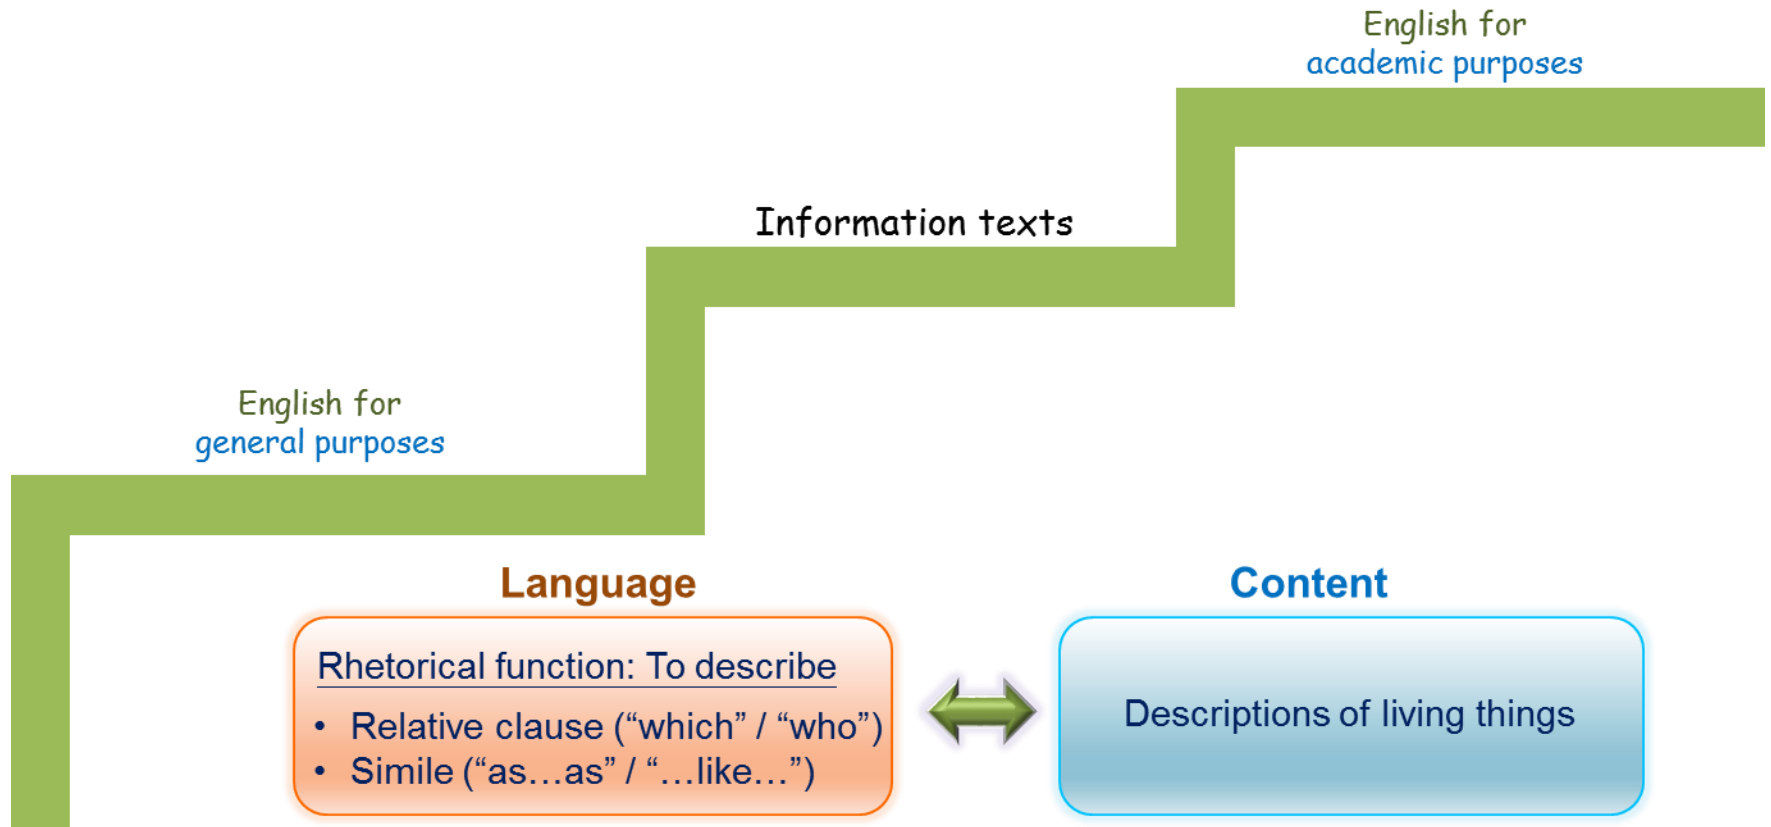 English for
academic purposes
Information texts
English for
general purposes
Language
Rhetorical function: To describe
• Relative clause (“which” / “who”)
• Simile (“as…as” / “…like…”)
Content
Descriptions of living things